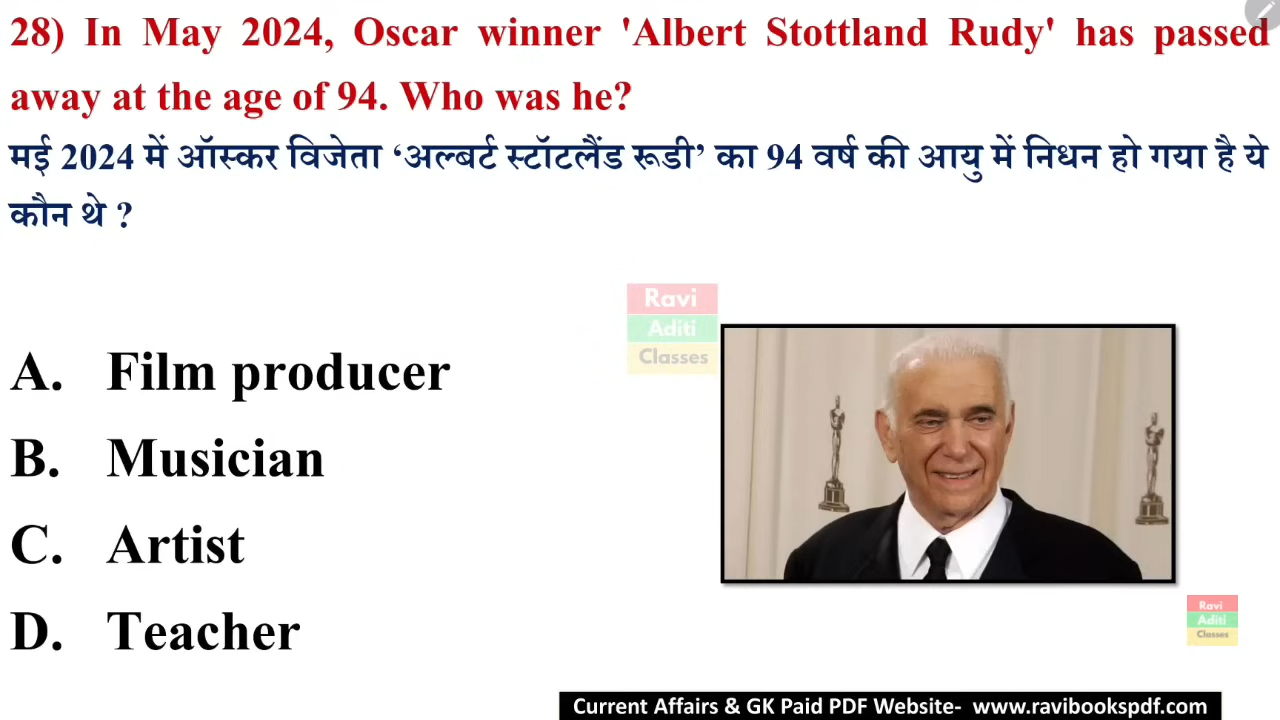 28) In May 2024, Oscar winner 'Albert Stottland Rudy' has passed
away at the age of 94. Who was he?
मई 2024 में ऑस्कर विजेता ‘अल्बर्ट स्टॉटलैंड रूडी’ का 94 वर्ष की आयु में निधन हो गया है ये
कौन थे ?
Ravi
Aditi
Classes
A. Film producer
B. Musician
C. Artist
D. Teacher
Ravi
Aditi
Classes
Current Affairs & GK Paid PDF Website- www.ravibookspdf.com